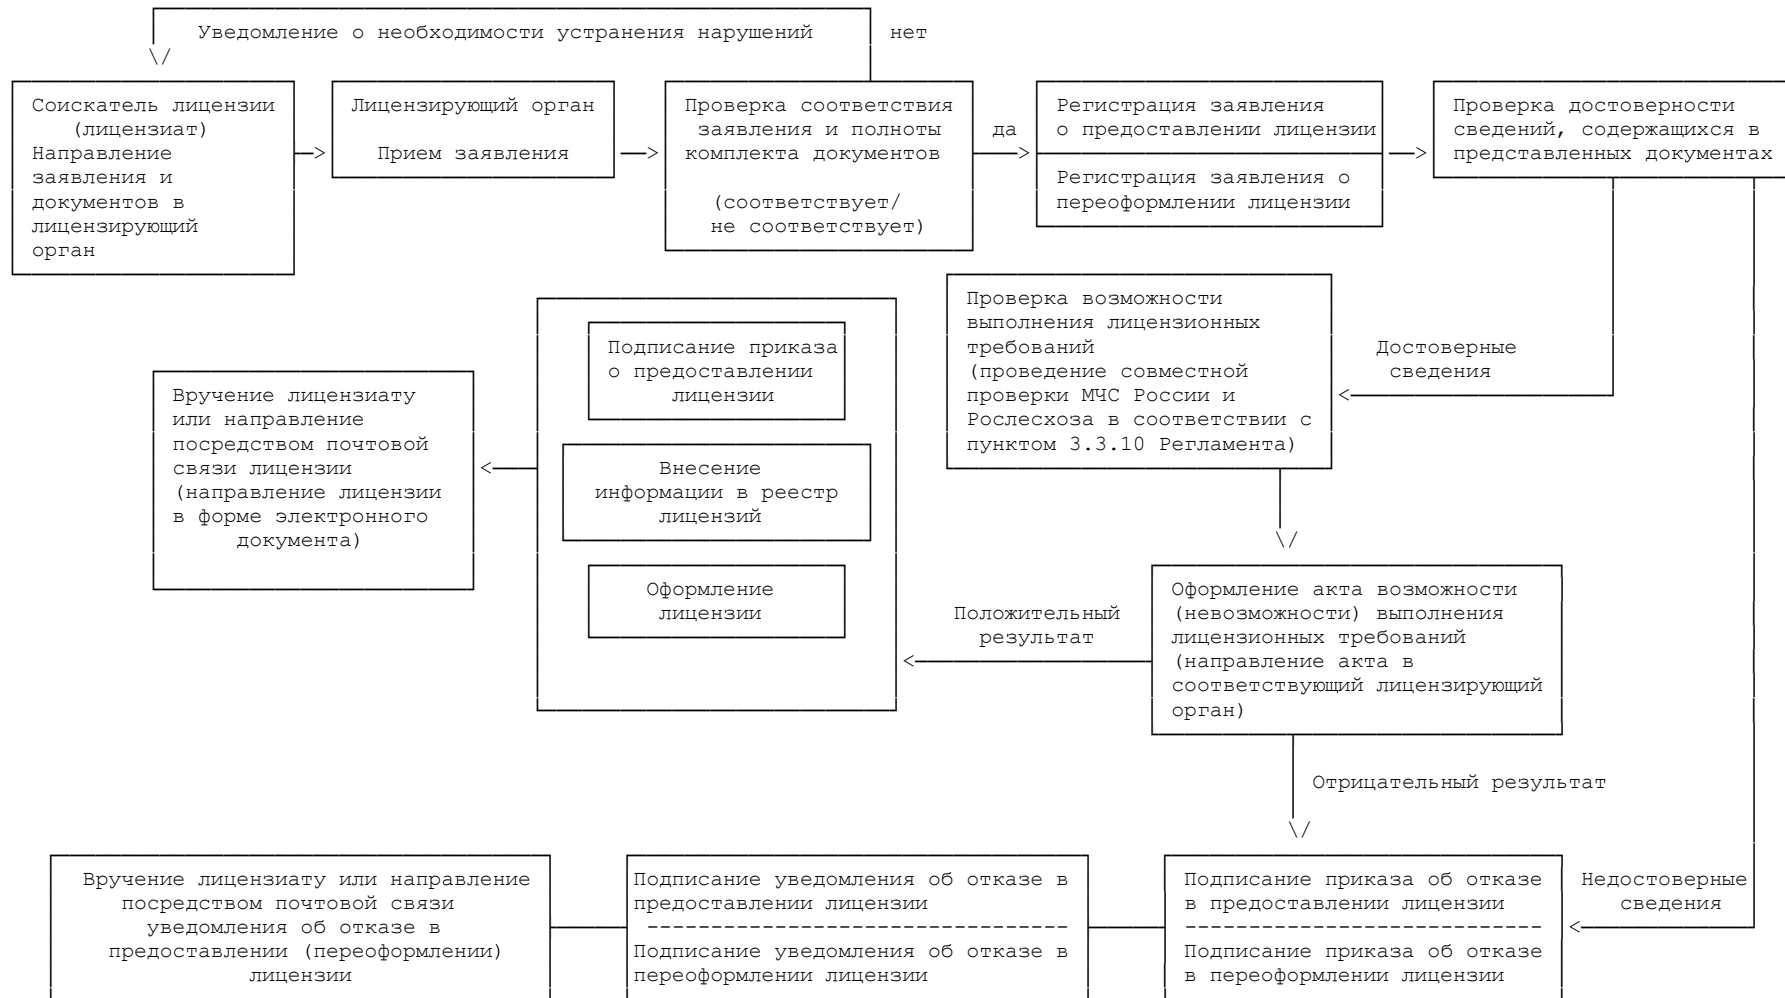 Уведомление о необходимости устранения нарушений
нет
Соискатель лицензии
(лицензиат)
Направление
заявления и
документов в
лицензирующий
орган
Лицензирующий орган
Прием заявления
Проверка соответствия
заявления и полноты
комплекта документов
(соответствует/
не соответствует)
да
Регистрация заявления
о предоставлении лицензии
Регистрация заявления о
переоформлении лицензии
Проверка достоверности
сведений, содержащихся в
представленных документах
Достоверные
сведения
Проверка возможности
выполнения лицензионных
требований
(проведение совместной
проверки МЧС России и
Рослесхоза в соответствии с
пунктом 3.3.10 Регламента)
Подписание приказа
о предоставлении
лицензии
Внесение
информации в реестр
лицензий
Оформление
лицензии
Вручение лицензиату
или направление
посредством почтовой
связи лицензии
(направление лицензии
в форме электронного
документа)
Положительный
результат
Оформление акта возможности
(невозможности) выполнения
лицензионных требований
(направление акта в
соответствующий лицензирующий
орган)
Отрицательный результат
Вручение лицензиату или направление
посредством почтовой связи
уведомления об отказе в
предоставлении (переоформлении)
лицензии
Подписание уведомления об отказе в
предоставлении лицензии
Подписание уведомления об отказе в
переоформлении лицензии
Подписание приказа об отказе
в предоставлении лицензии
Подписание приказа об отказе
в переоформлении лицензии
Недостоверные
сведения